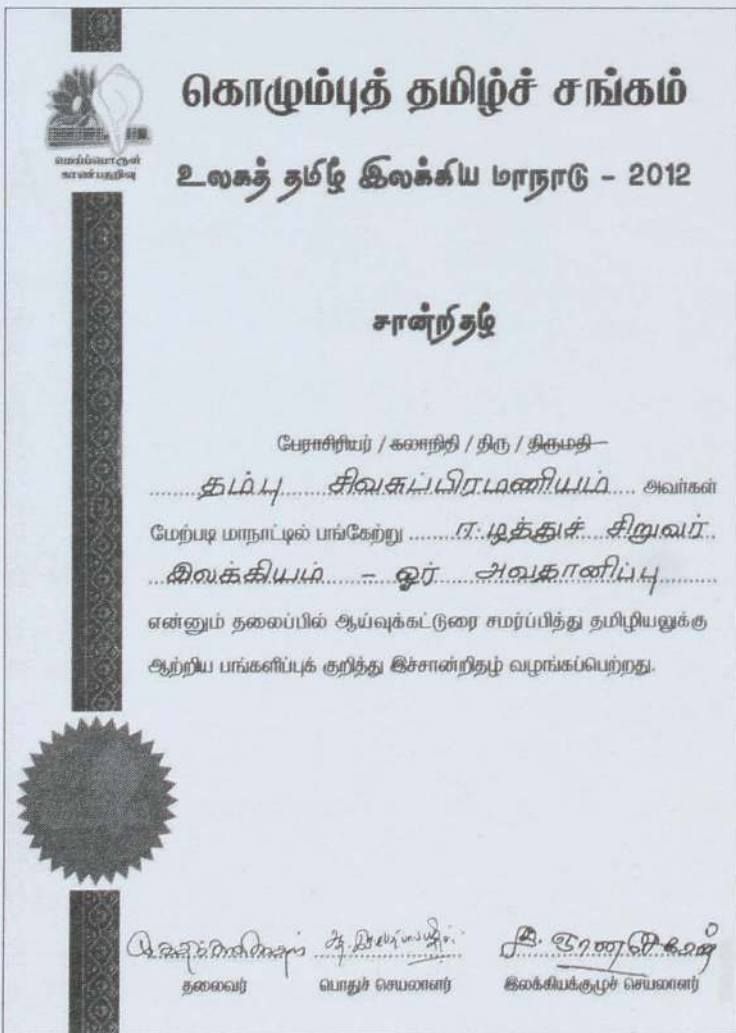 கொழும்புத் தமிழ்ச் சங்கம்
மெய்ப்பொருள்
காண்பதறிவு
உலகத் தமிழ் இலக்கிய மாநாடு - 2012
சான்றிதழ்
பேராசிரியர் / கலாநிதி / திரு / திருமதி
தம்பு சிவசுப்பிரமணியம் அவர்கள்
மேற்படி மாநாட்டில் பங்கேற்று ஈழத்துச் சிறுவர்
இலக்கியம் - ஓர் அவதானிப்பு
என்னும் தலைப்பில் ஆய்வுக்கட்டுரை சமர்ப்பித்து தமிழியலுக்கு
ஆற்றிய பங்களிப்புக் குறித்து இச்சான்றிதழ் வழங்கப்பெற்றது.
தலைவர் பொதுச் செயலாளர் இலக்கியக்குழுச் செயலாளர்